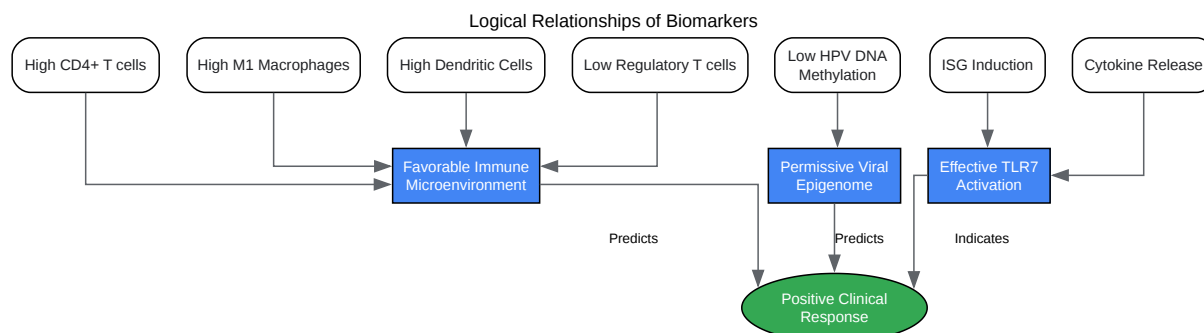 Logical Relationships of Biomarkers
High CD4+ T cells
High M1 Macrophages
High Dendritic Cells
Low Regulatory T cells
Low HPV DNA
Methylation
ISG Induction
Cytokine Release
Favorable Immune
Microenvironment
Permissive Viral
Epigenome
Effective TLR7
Activation
Predicts
Predicts
Indicates
Positive Clinical
Response